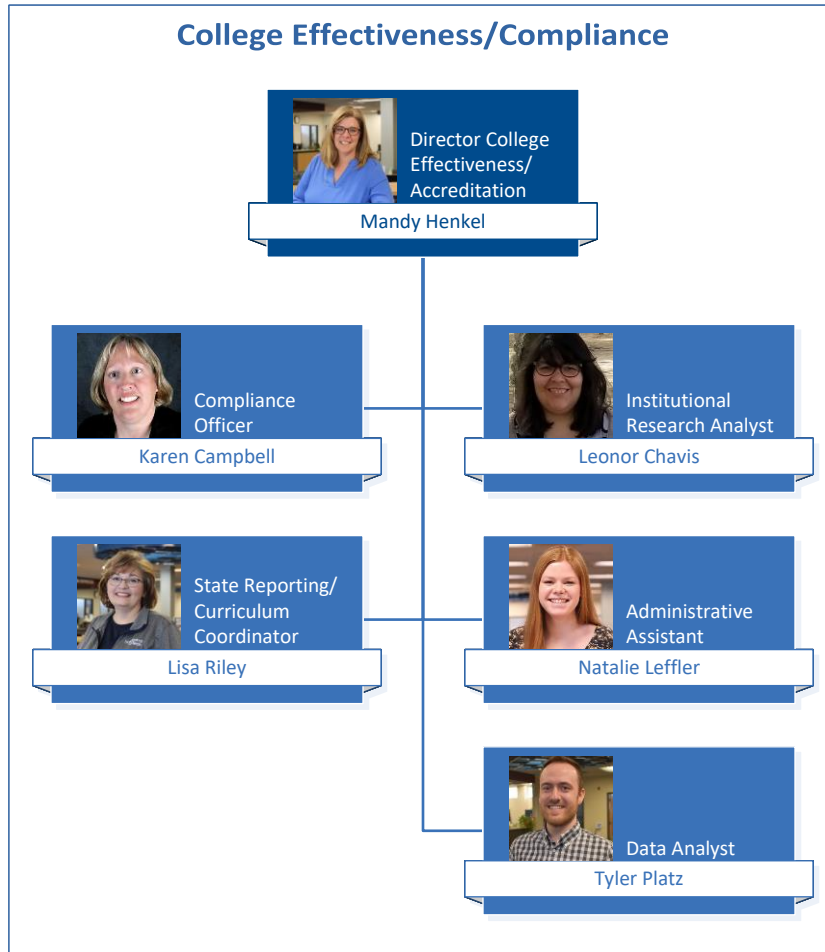 College Effectiveness/Compliance
Director College
Effectiveness/
Accreditation
Mandy Henkel
Compliance
Officer
Karen Campbell
Institutional
Research Analyst
Leonor Chavis
State Reporting/
Curriculum
Coordinator
Lisa Riley
Administrative
Assistant
Natalie Leffler
Data Analyst
Tyler Platz